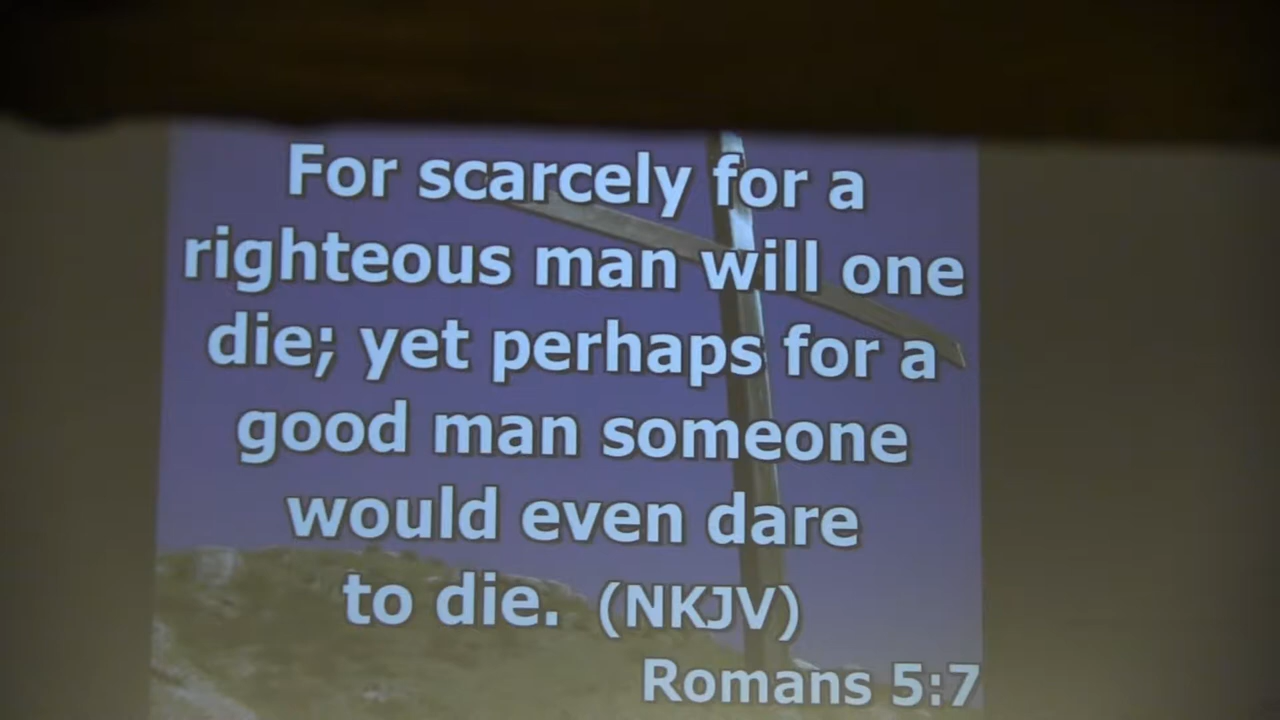 For scarcely for a
righteous man will one
die; yet perhaps for a
good man someone
would even dare
to die. (NKJV)
Romans 5:7